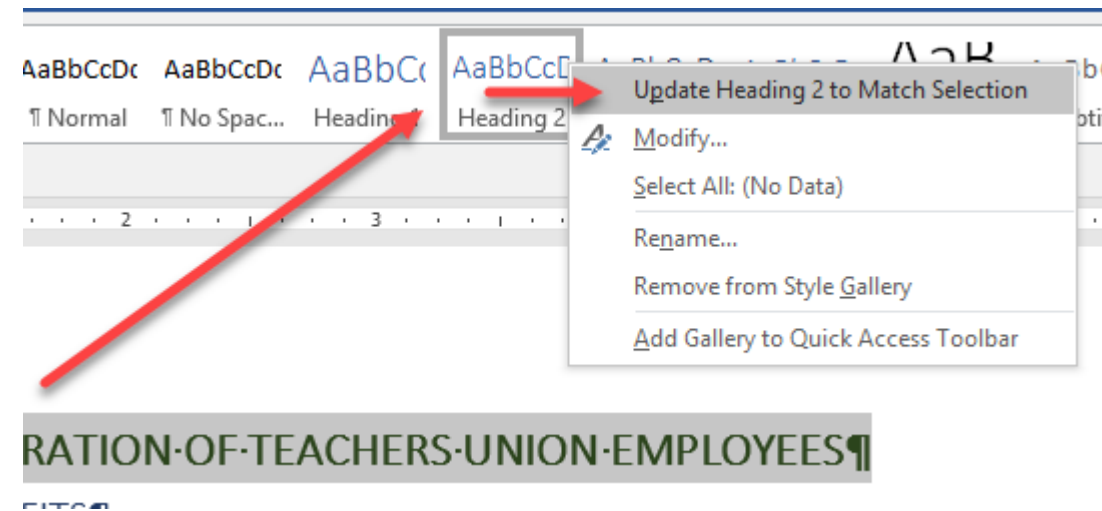 AaBbCcDc AaBbCcDc AaBbCc AaBbCcD AaB
¶ Normal ¶ No Spac... Heading 1 Heading 2
Update Heading 2 to Match Selection
Modify...
Select All: (No Data)
Rename...
Remove from Style Gallery
Add Gallery to Quick Access Toolbar
2 3
RATION·OF·TEACHERS·UNION·EMPLOYEES¶